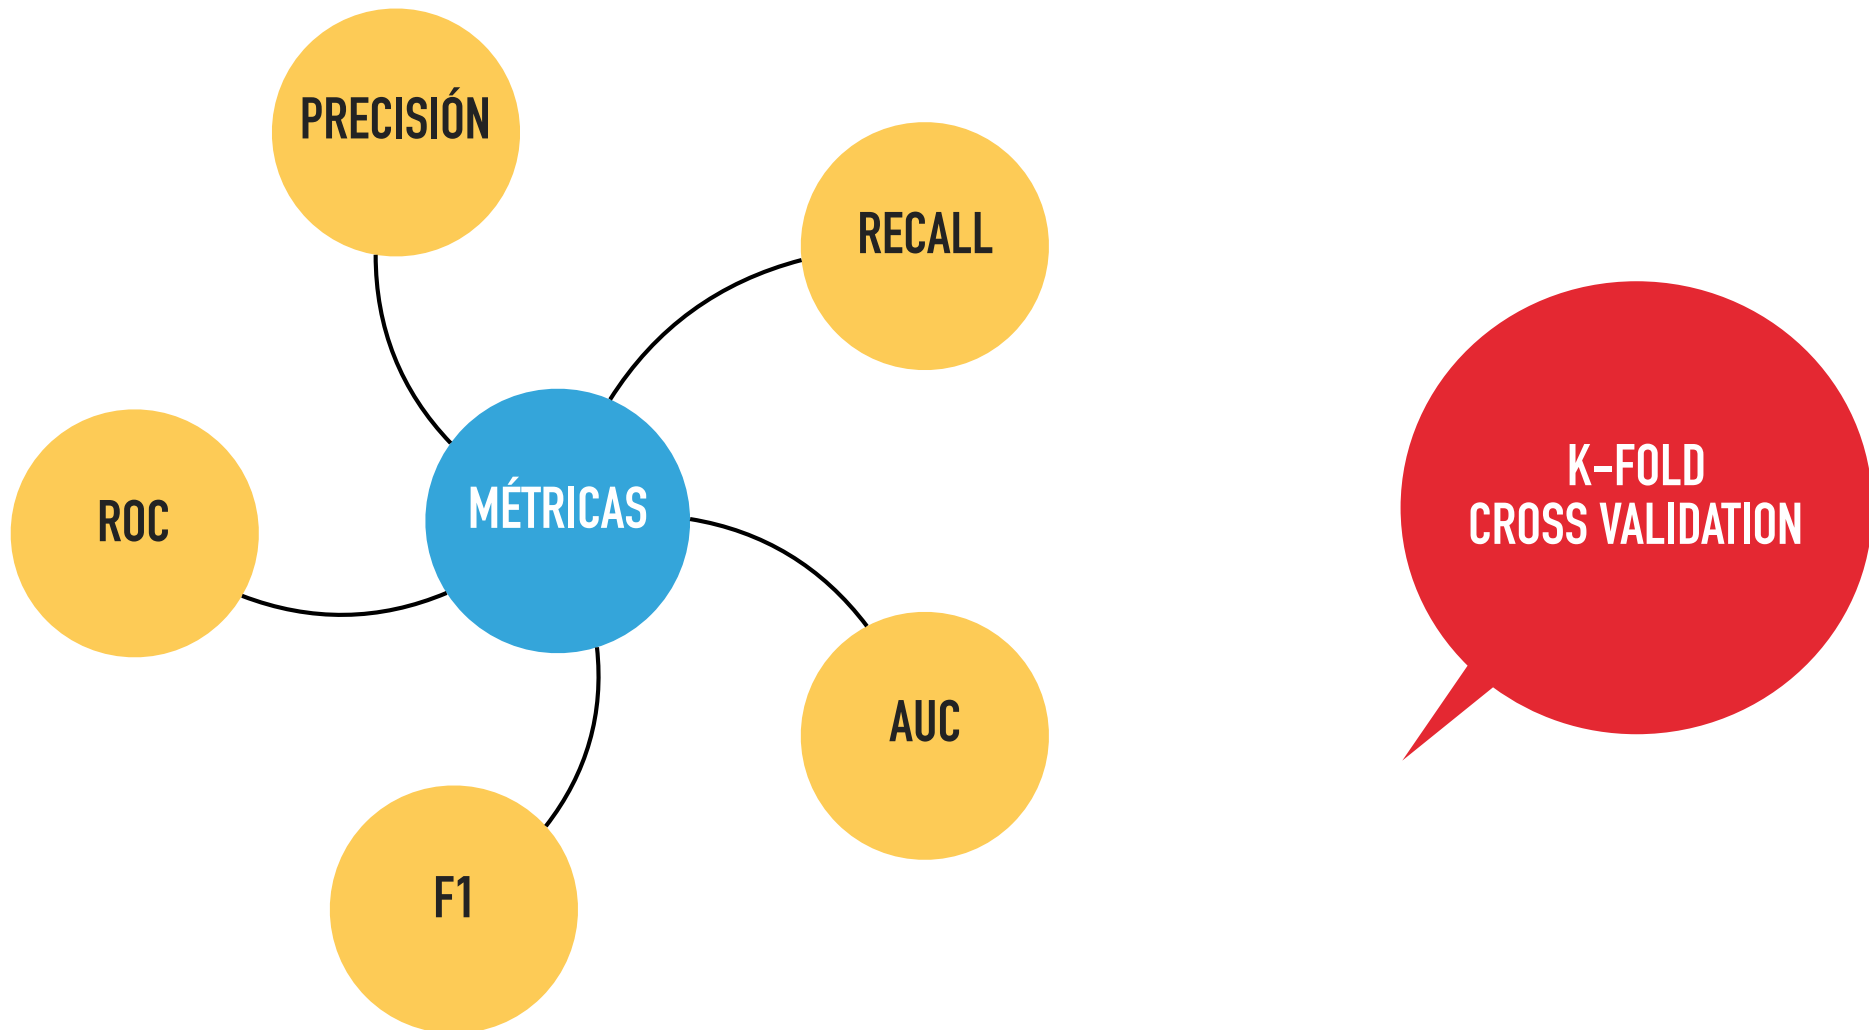 PRECISIÓN
RECALL
MÉTRICAS
ROC
AUC
F1
K-FOLD
CROSS VALIDATION